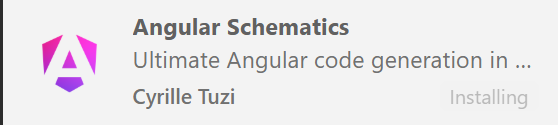 Angular Schematics
Ultimate Angular code generation in ...
Cyrille Tuzi
Installing